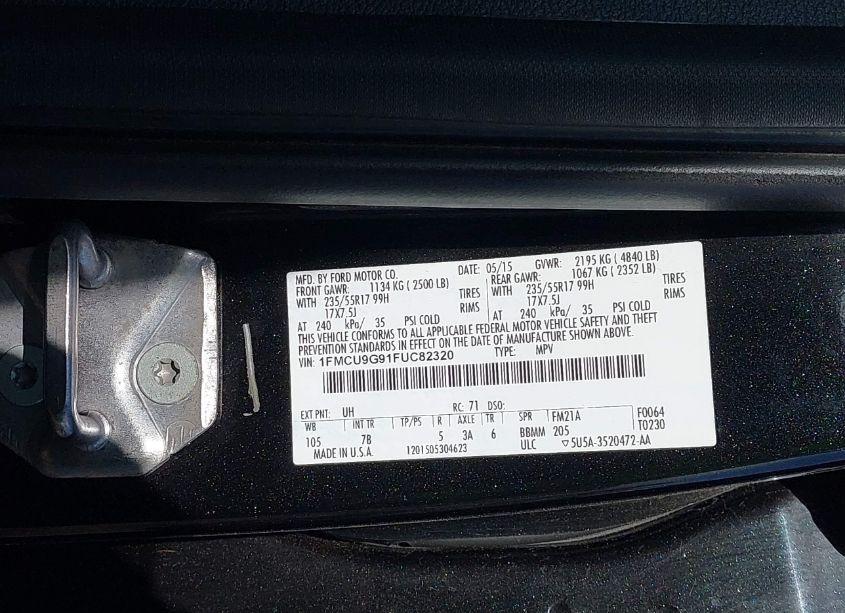 MFD. BY FORD MOTOR CO. DATE: 05/15 GVWR: 2195 KG ( 4840 LB)
FRONT GAWR: 1134 KG ( 2500 LB) REAR GAWR: 1067 KG ( 2352 LB)
WITH 235/55R17 99H TIRES WITH 235/55R17 99H TIRES
17X7.5J RIMS 17X7.5J RIMS
AT 240 kPa/ 35 PSI COLD AT 240 kPa/ 35 PSI COLD
THIS VEHICLE CONFORMS TO ALL APPLICABLE FEDERAL MOTOR VEHICLE SAFETY AND THEFT
PREVENTION STANDARDS IN EFFECT ON THE DATE OF MANUFACTURE SHOWN ABOVE.
VIN: 1FMCU9G91FUC82320 TYPE: MPV
EXT PNT: UH RC: 71 DSO: F0064
WB INT TR TP/PS R AXLE TR SPR FM21A T0230
105 7B 5 3A 6 BBMM 205
MADE IN U.S.A. 1201505304623 ULC ▽5U5A-3520472-AA